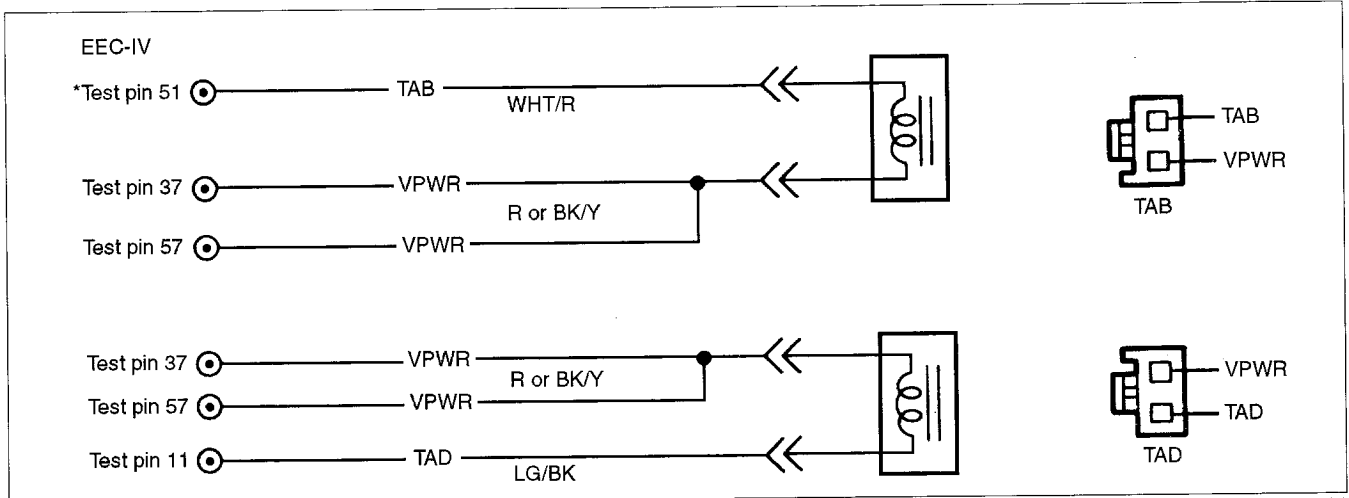 EEC-IV
*Test pin 51 TAB WHT/R
Test pin 37 VPWR
R or BK/Y
Test pin 57 VPWR
TAB
VPWR
TAB
Test pin 37 VPWR
R or BK/Y
Test pin 57 VPWR
Test pin 11 TAD LG/BK
VPWR
TAD
TAD